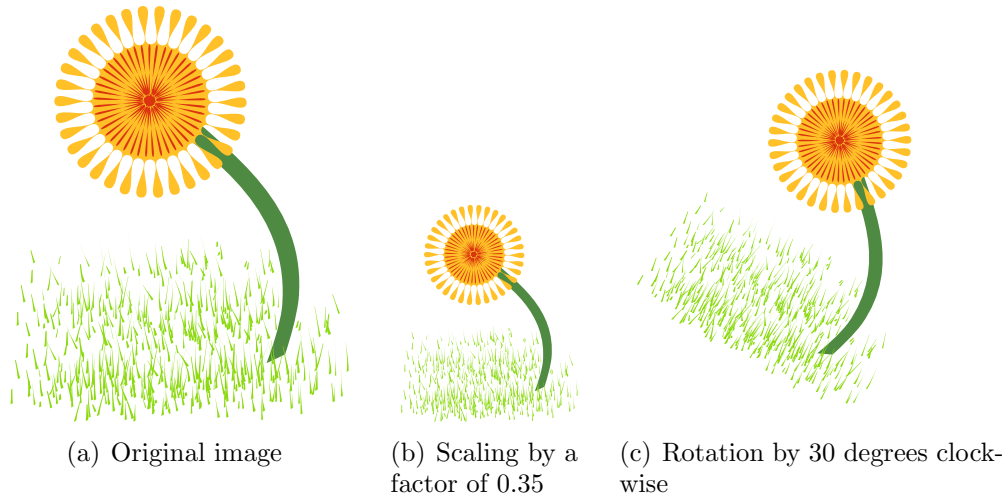 (a) Original image
(b) Scaling by a
factor of 0.35
(c) Rotation by 30 degrees clock-
wise